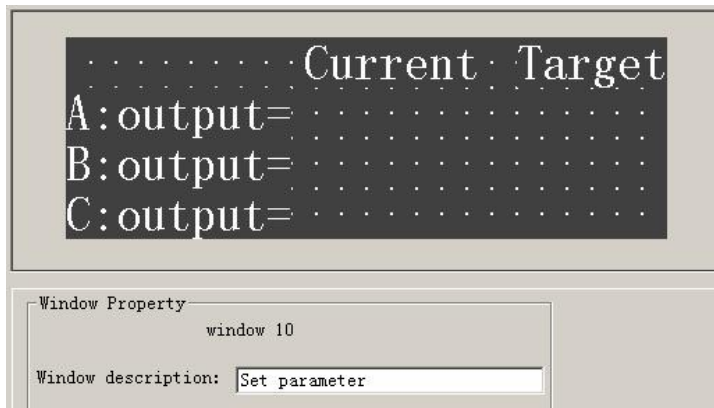 Current Target
A:output=
B:output=
C:output=
Window Property
window 10
Window description: Set parameter